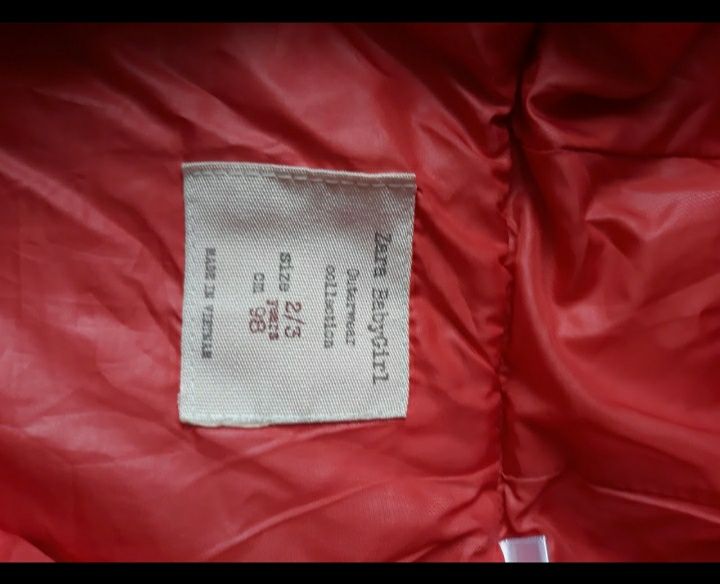 Zara BabyGirl
Outerwear
collection
size 2/3
years
CM 98
MADE IN VIETNAM